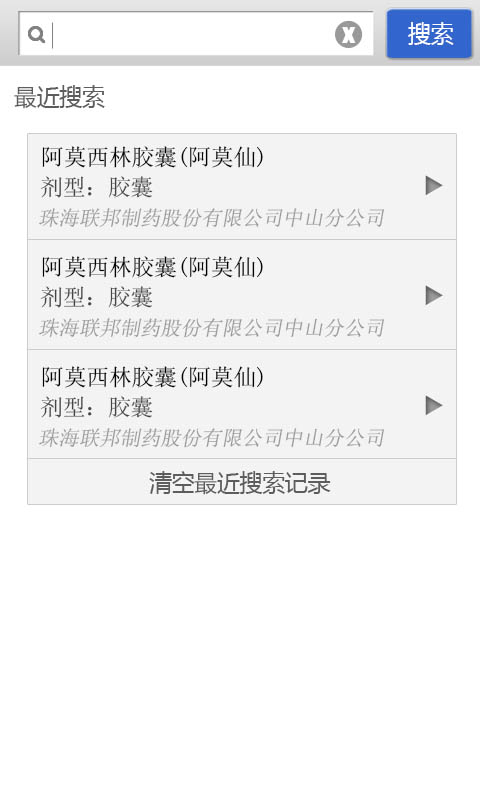 搜索
最近搜索
阿莫西林胶囊(阿莫仙)
剂型：胶囊
珠海联邦制药股份有限公司中山分公司
阿莫西林胶囊(阿莫仙)
剂型：胶囊
珠海联邦制药股份有限公司中山分公司
阿莫西林胶囊(阿莫仙)
剂型：胶囊
珠海联邦制药股份有限公司中山分公司
清空最近搜索记录